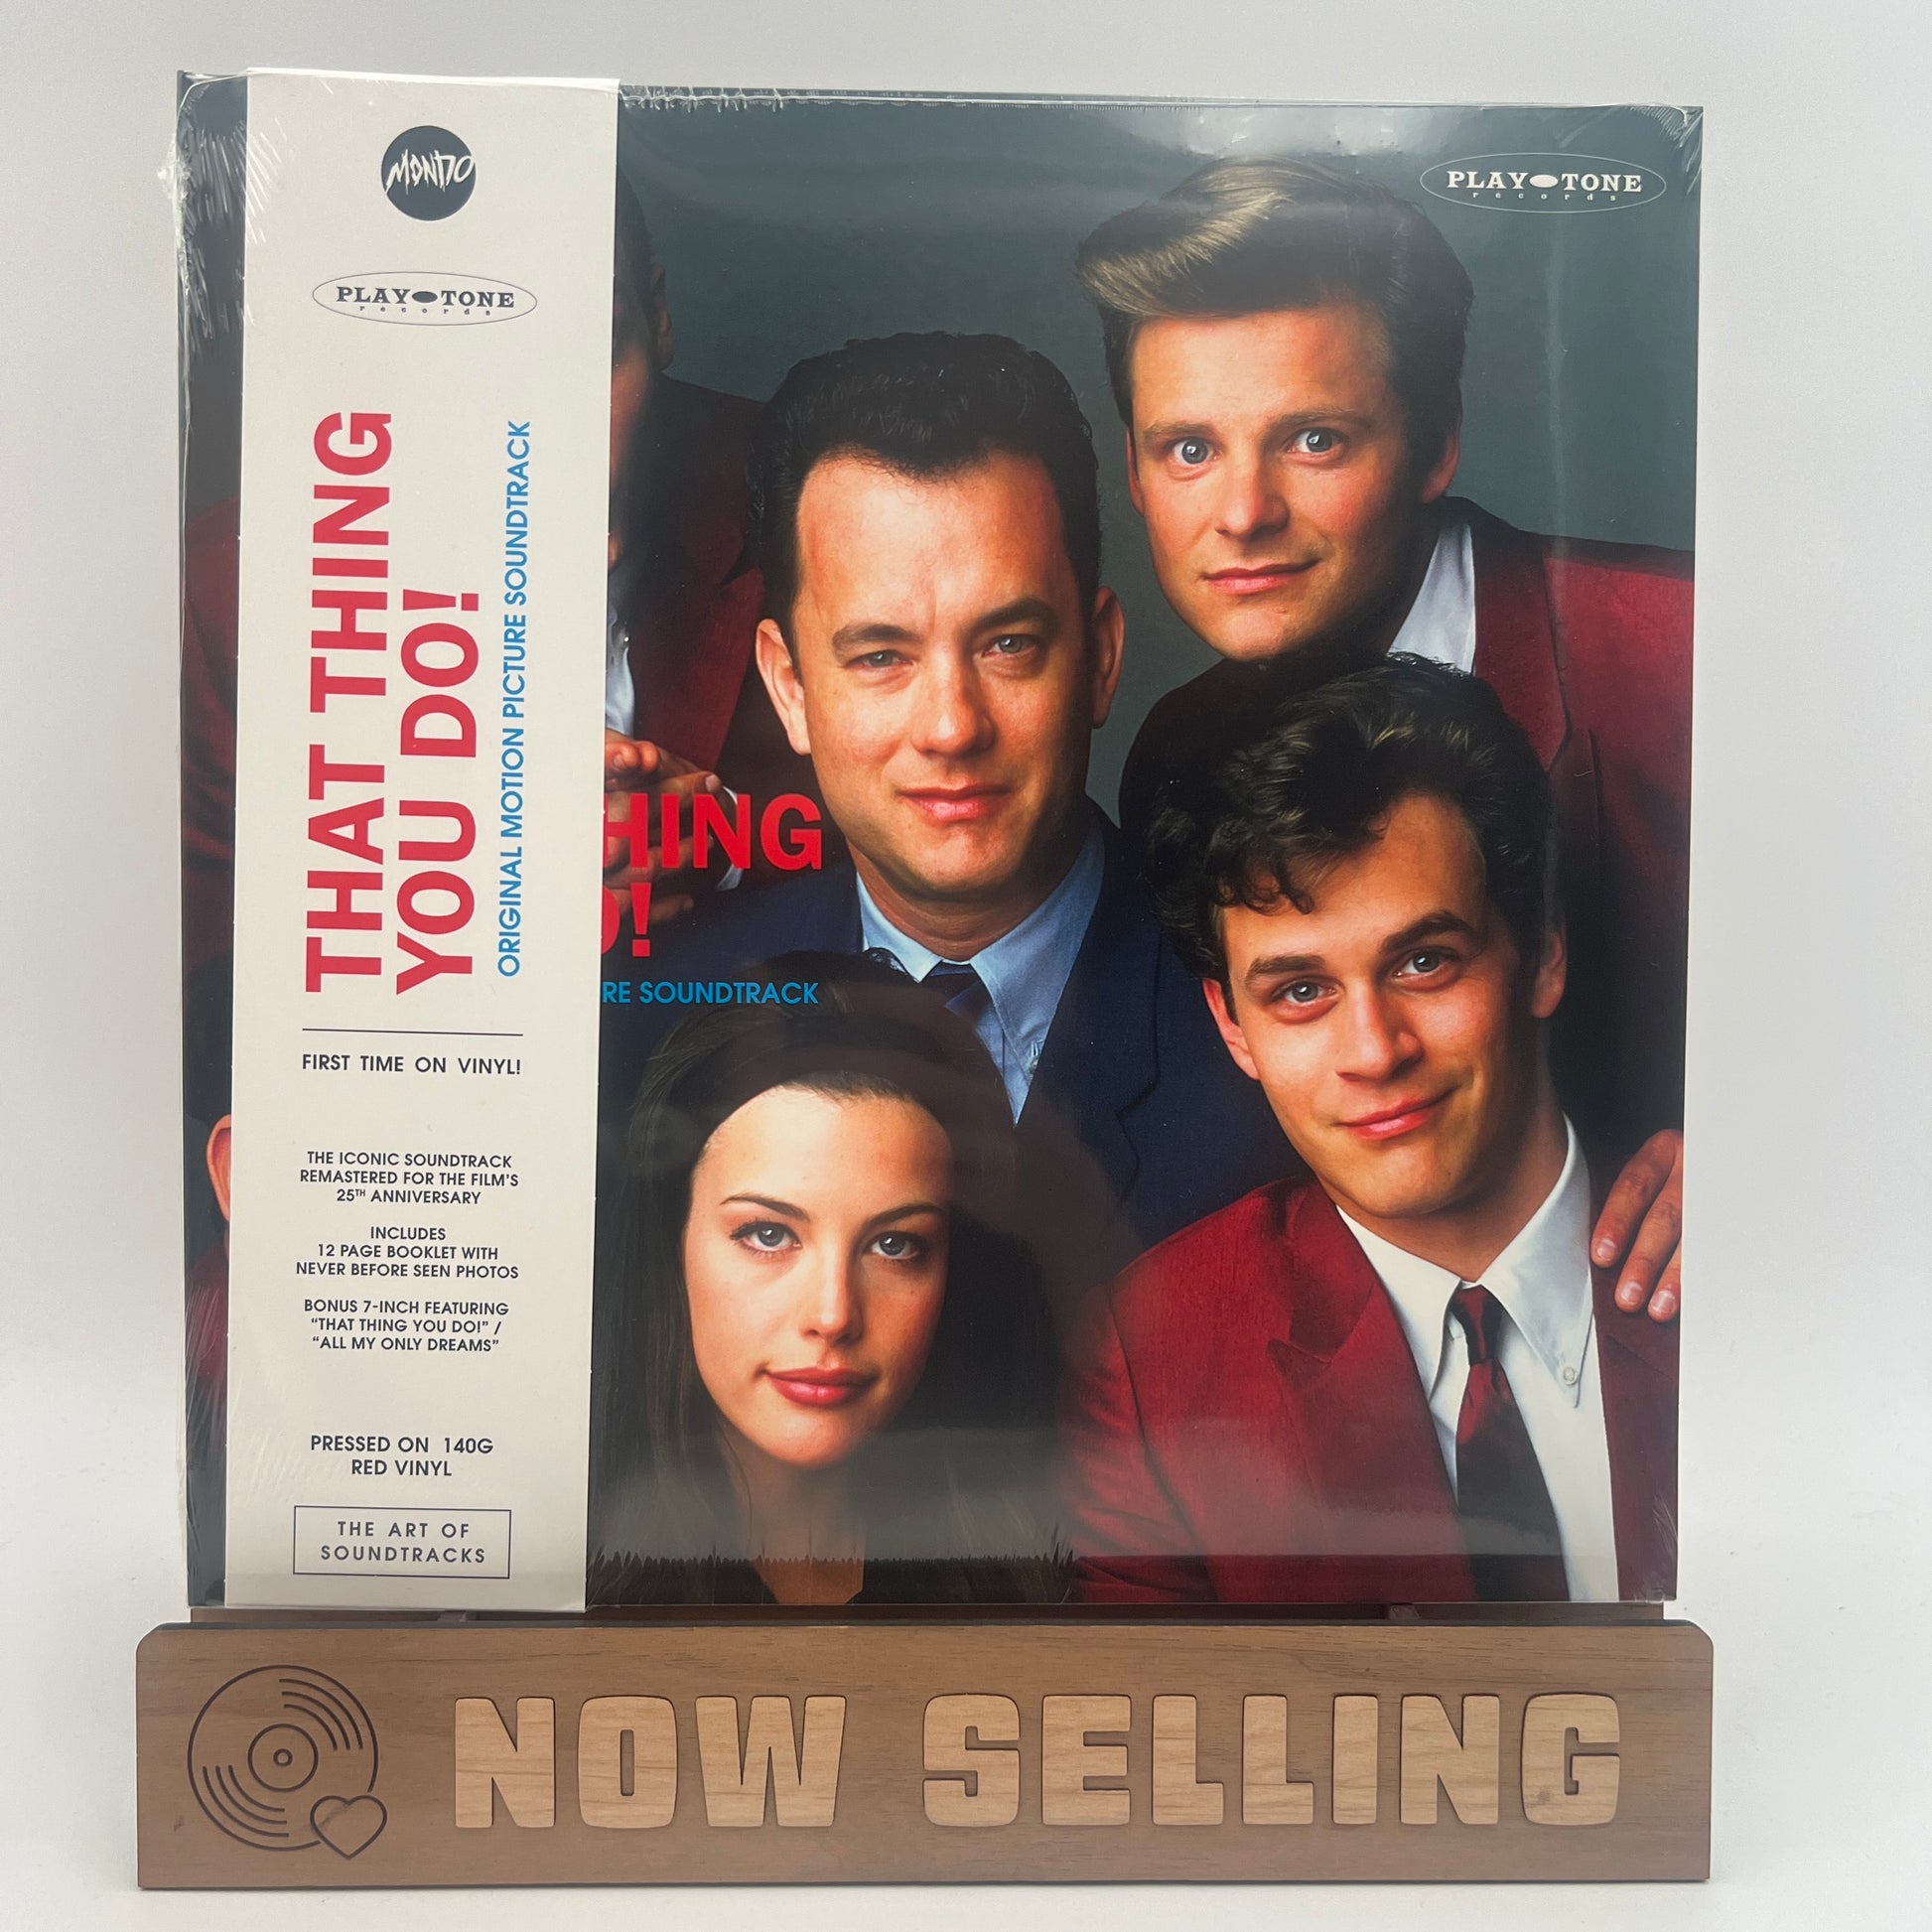 MONDO
PLAY TONE
records
THAT THING
YOU DO!
ORIGINAL MOTION PICTURE SOUNDTRACK
FIRST TIME ON VINYL!
THE ICONIC SOUNDTRACK
REMASTERED FOR THE FILM'S
25TH ANNIVERSARY
INCLUDES
12 PAGE BOOKLET WITH
NEVER BEFORE SEEN PHOTOS
BONUS 7-INCH FEATURING
“THAT THING YOU DO!” /
“ALL MY ONLY DREAMS”
PRESSED ON 140G
RED VINYL
THE ART OF
SOUNDTRACKS
PLAY TONE
records
HING
O!
RE SOUNDTRACK
NOW SELLING